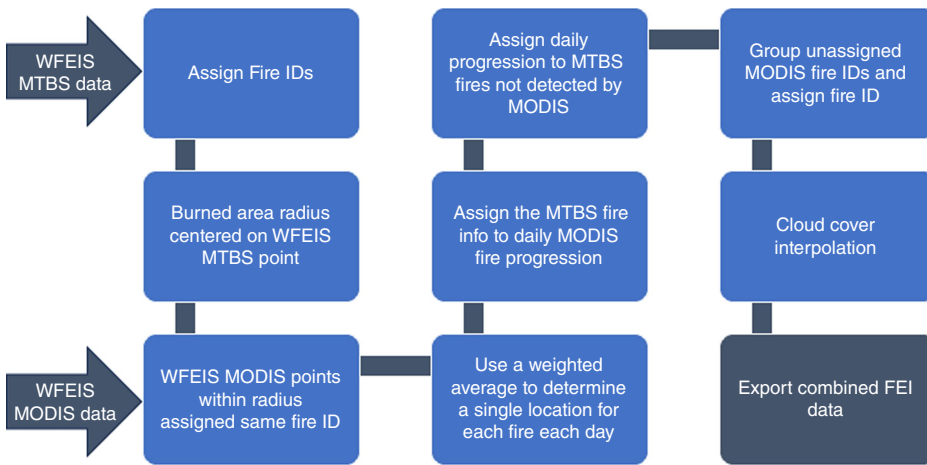 WFEIS
MTBS data
Assign Fire IDs
Burned area radius
centered on WFEIS
MTBS point
WFEIS
MODIS data
WFEIS MODIS points
within radius
assigned same fire ID
Use a weighted
average to determine
a single location for
each fire each day
Assign the MTBS fire
info to daily MODIS
fire progression
Assign daily
progression to MTBS
fires not detected by
MODIS
Group unassigned
MODIS fire IDs and
assign fire ID
Cloud cover
interpolation
Export combined FEI
data